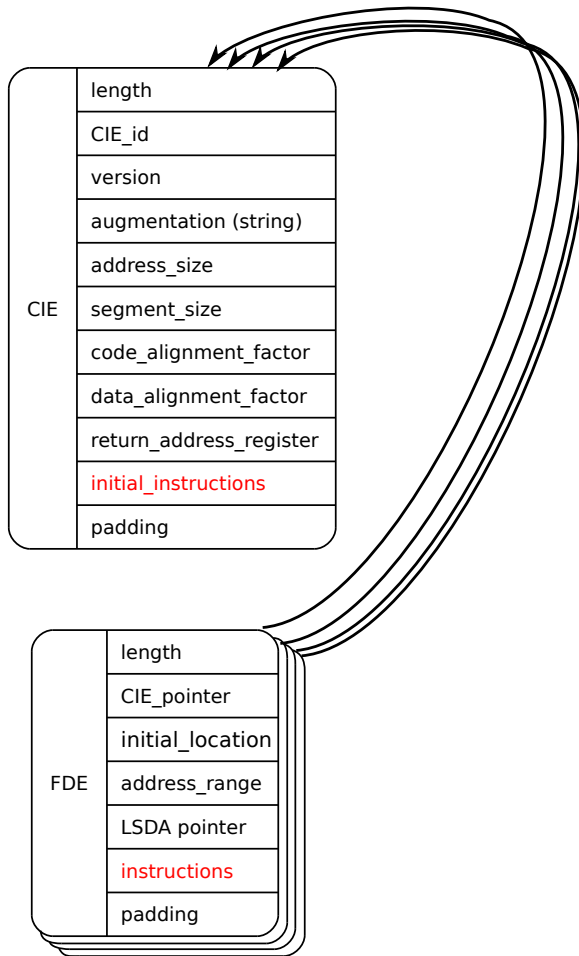 CIE
length
CIE_id
version
augmentation (string)
address_size
segment_size
code_alignment_factor
data_alignment_factor
return_address_register
initial_instructions
padding
FDE
length
CIE_pointer
initial_location
address_range
LSDA pointer
instructions
padding